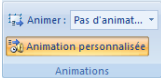 Animer : Pas d'animat...
Animation personnalisée
Animations